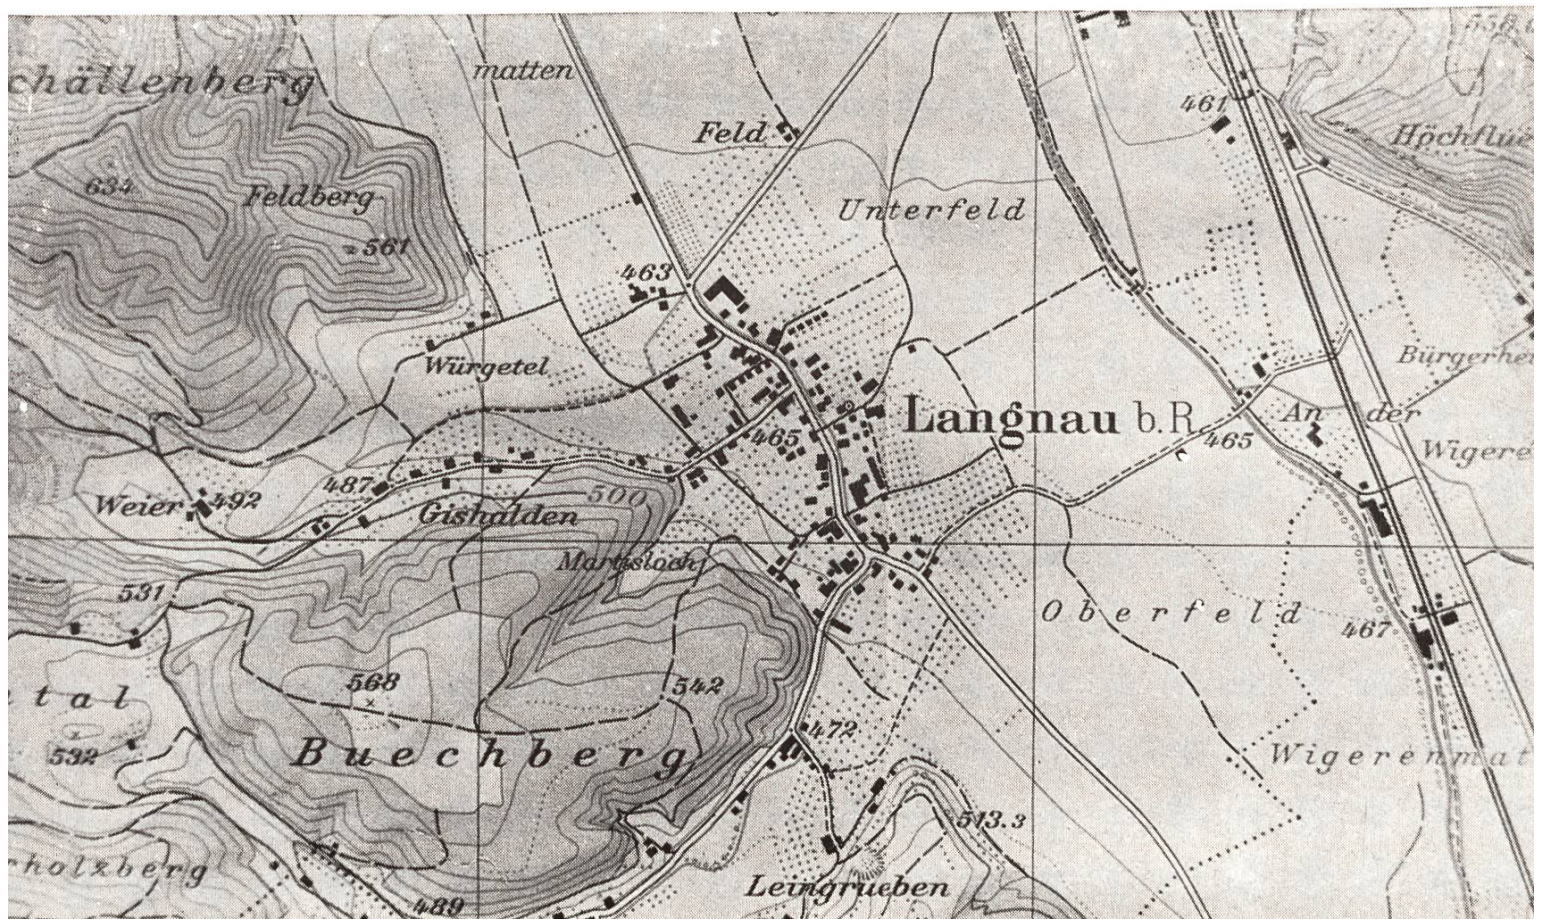 matten
chällenberg
461
Feld
Höchflue
634
Feldberg
Unterfeld
561
463
Bürgerhei
Würgetel
Langnau b. R.
An der
465
465
Wigere
487
500
Weier
492
Gishalden
Martisloch
531
Oberfeld
467
568
542
tal
472
532
Buechberg
Wigerenmat
513.3
rholzberg
Leingrueben
489